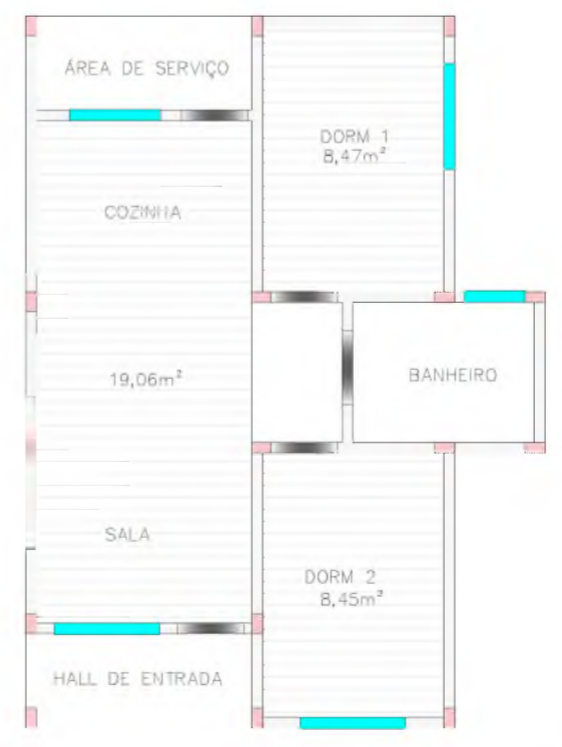 ÁREA DE SERVIÇO
DORM 1
8,47m²
COZINHA
19,06m²
BANHEIRO
SALA
DORM 2
8,45m²
HALL DE ENTRADA